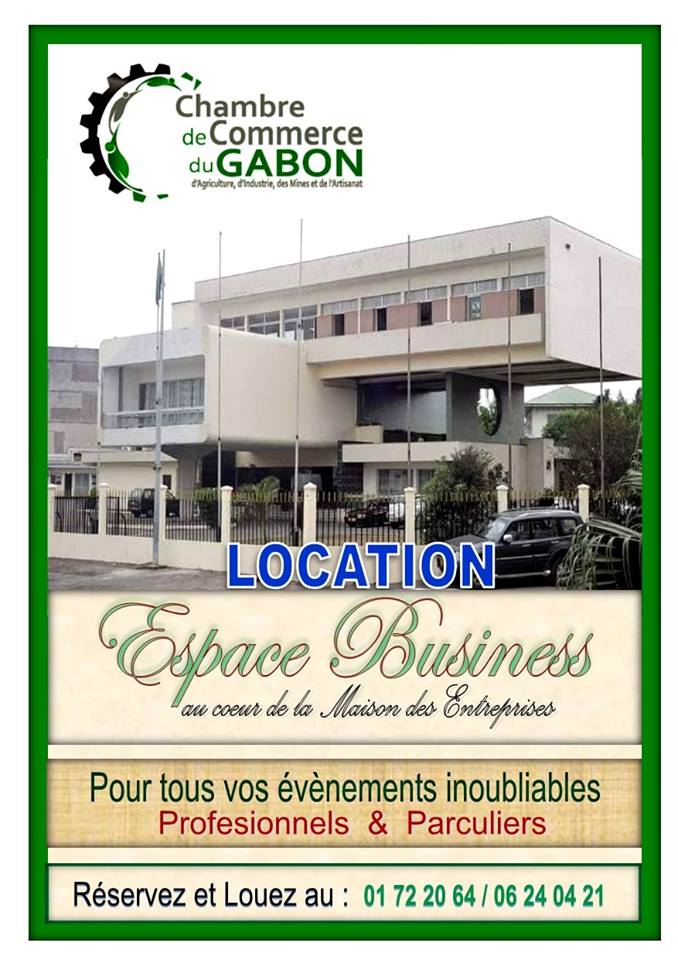 Chambre
de Commerce
du GABON
d'Agriculture, d'Industrie, des Mines et de l'Artisanat
LOCATION
Espace Business
au coeur de la Maison des Entreprises
Pour tous vos évènements inoubliables
Profesionnels & Parculiers
Réservez et Louez au : 01 72 20 64 / 06 24 04 21